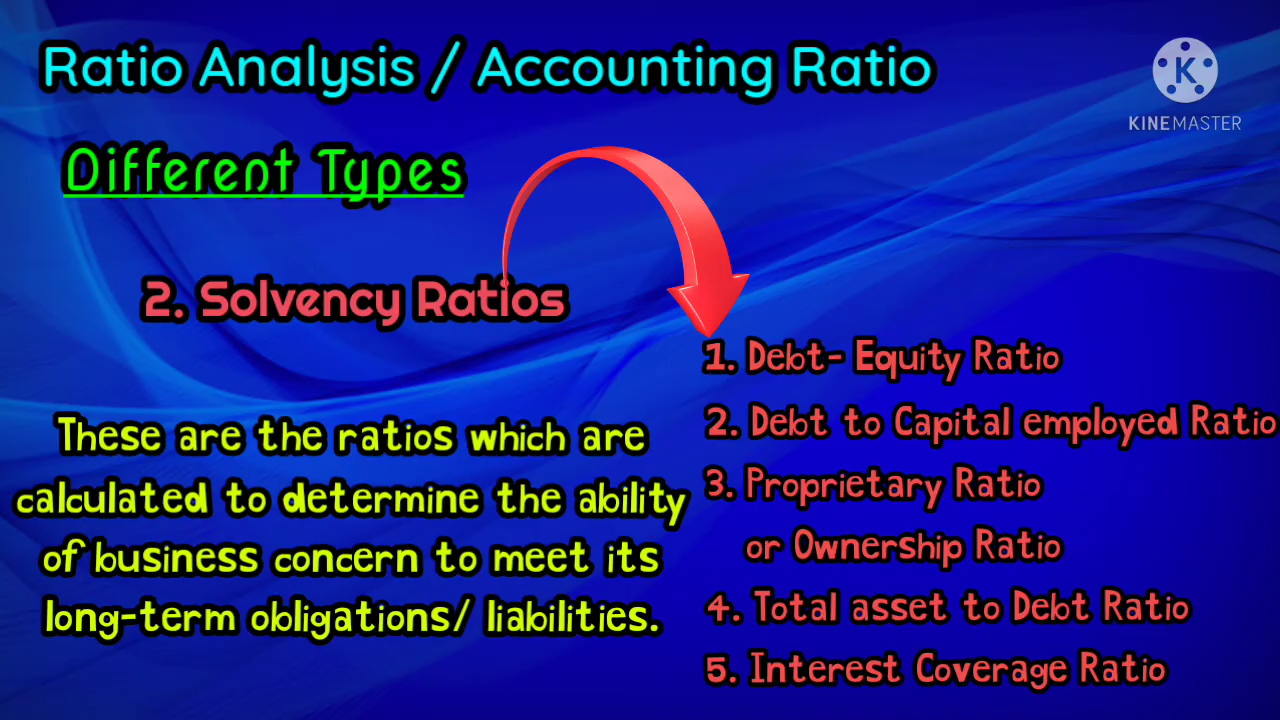 Ratio Analysis / Accounting Ratio
KINEMASTER
Different Types
2. Solvency Ratios
These are the ratios which are
calculated to determine the ability
of business concern to meet its
long-term obligations/ liabilities.
1. Debt- Equity Ratio
2. Debt to Capital employed Ratio
3. Proprietary Ratio
or Ownership Ratio
4. Total asset to Debt Ratio
5. Interest Coverage Ratio